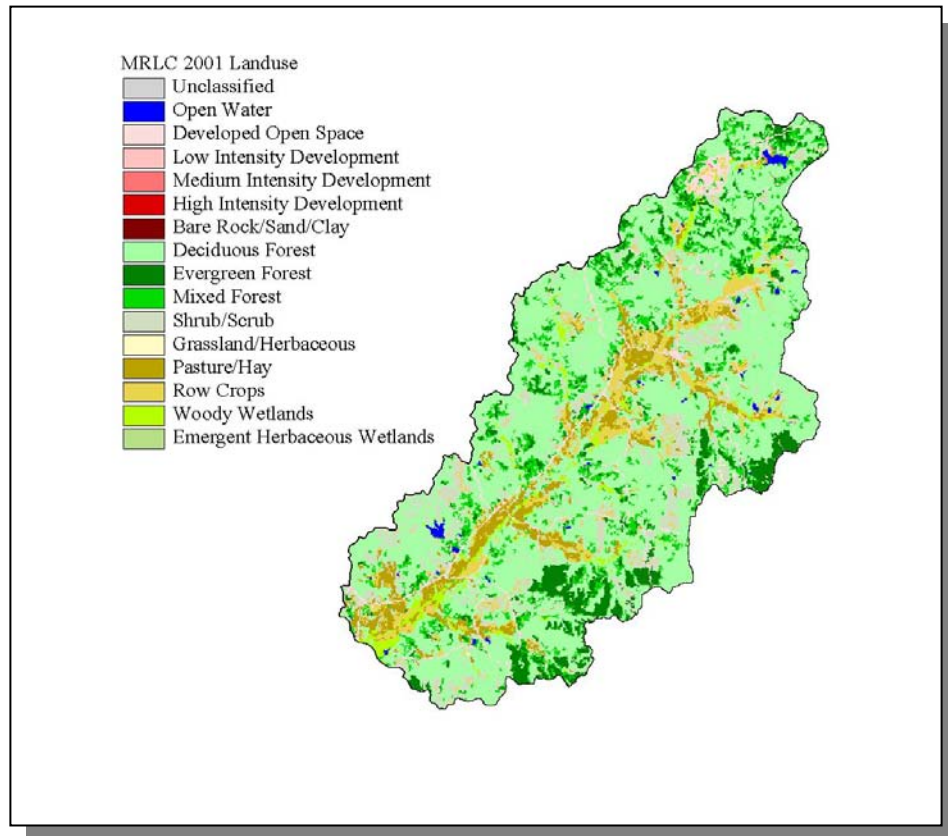 MRLC 2001 Landuse
Unclassified
Open Water
Developed Open Space
Low Intensity Development
Medium Intensity Development
High Intensity Development
Bare Rock/Sand/Clay
Deciduous Forest
Evergreen Forest
Mixed Forest
Shrub/Scrub
Grassland/Herbaceous
Pasture/Hay
Row Crops
Woody Wetlands
Emergent Herbaceous Wetlands